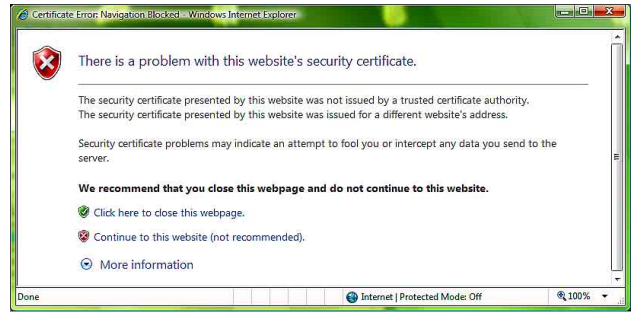 Certificate Error: Navigation Blocked - Windows Internet Explorer
There is a problem with this website's security certificate.
The security certificate presented by this website was not issued by a trusted certificate authority.
The security certificate presented by this website was issued for a different website's address.
Security certificate problems may indicate an attempt to fool you or intercept any data you send to the
server.
We recommend that you close this webpage and do not continue to this website.
Click here to close this webpage.
Continue to this website (not recommended).
More information
Done
Internet | Protected Mode: Off
100%